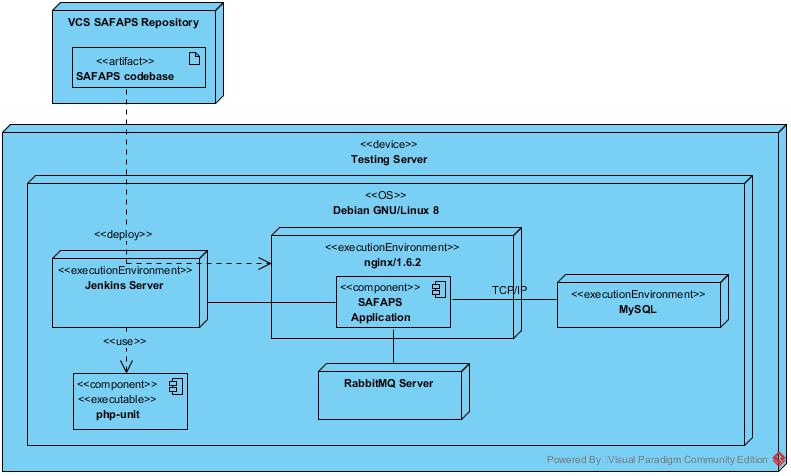 VCS SAFAPS Repository
<<artifact>>
SAFAPS codebase
<<device>>
Testing Server
<<OS>>
Debian GNU/Linux 8
<<deploy>>
<<executionEnvironment>>
Jenkins Server
<<executionEnvironment>>
nginx/1.6.2
<<component>>
SAFAPS
Application
TCP/IP
<<executionEnvironment>>
MySQL
<<use>>
<<component>>
<<executable>>
php-unit
RabbitMQ Server
Powered By Visual Paradigm Community Edition